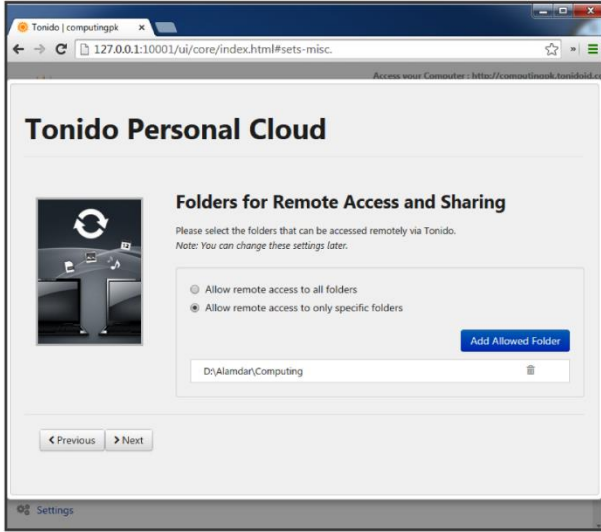 Tonido | computingpk
127.0.0.1:10001/ui/core/index.html#sets-misc.
Access your Computer : http://computingpk.tonidoid.co
Tonido Personal Cloud
Folders for Remote Access and Sharing
Please select the folders that can be accessed remotely via Tonido.
Note: You can change these settings later.
Allow remote access to all folders
Allow remote access to only specific folders
Add Allowed Folder
D:\Alamdar\Computing
Previous
Next
Settings